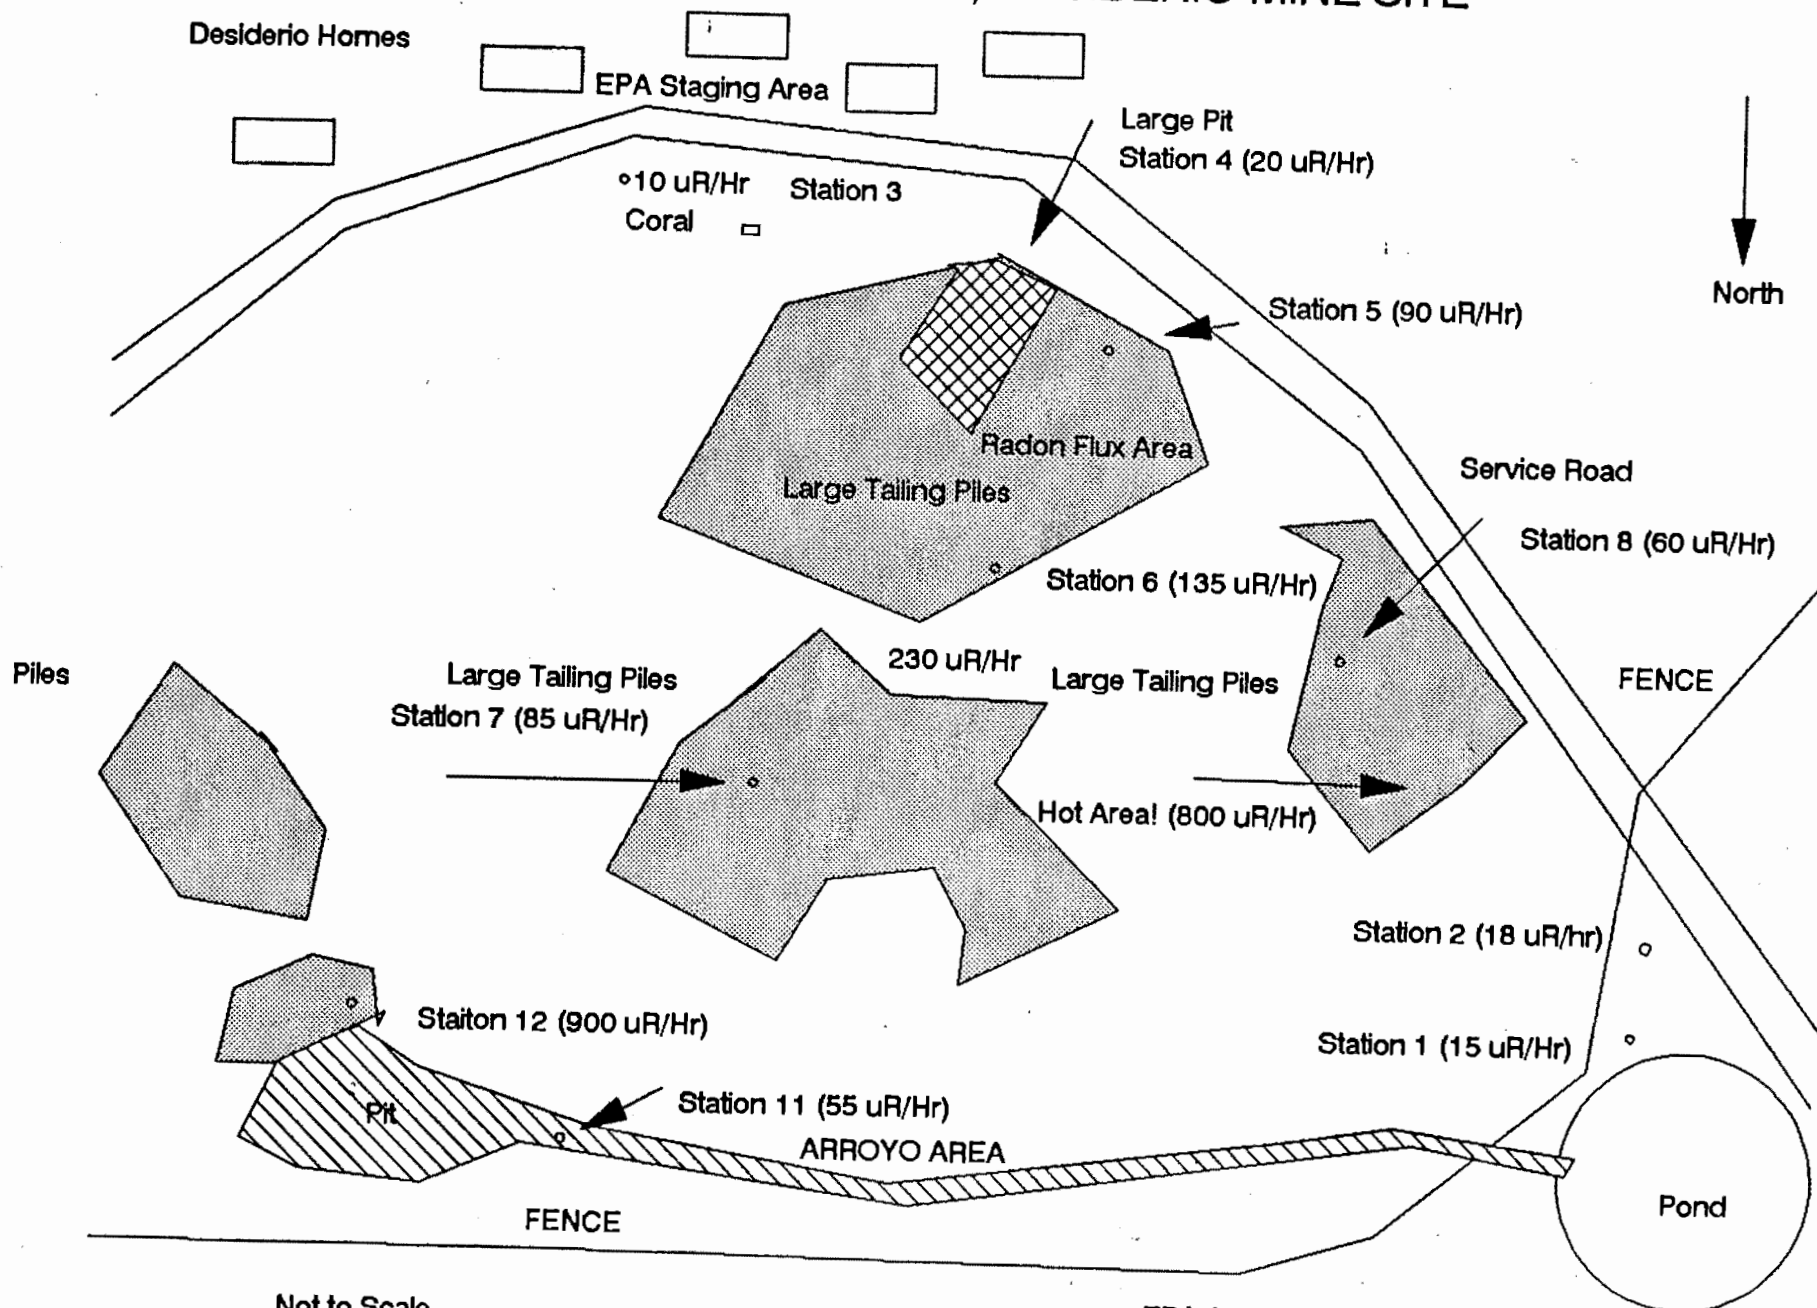 MINE SITE
Desiderio Homes
EPA Staging Area
Large Pit
Station 4 (20 uR/Hr)
10 uR/Hr
Station 3
Coral
North
Station 5 (90 uR/Hr)
Radon Flux Area
Large Tailing Piles
Service Road
Station 8 (60 uR/Hr)
Station 6 (135 uR/Hr)
230 uR/Hr
Piles
Large Tailing Piles
Station 7 (85 uR/Hr)
Large Tailing Piles
FENCE
Hot Area! (800 uR/Hr)
Station 2 (18 uR/hr)
Staiton 12 (900 uR/Hr)
Station 1 (15 uR/Hr)
Station 11 (55 uR/Hr)
Pit
ARROYO AREA
Pond
FENCE
Not to Scale